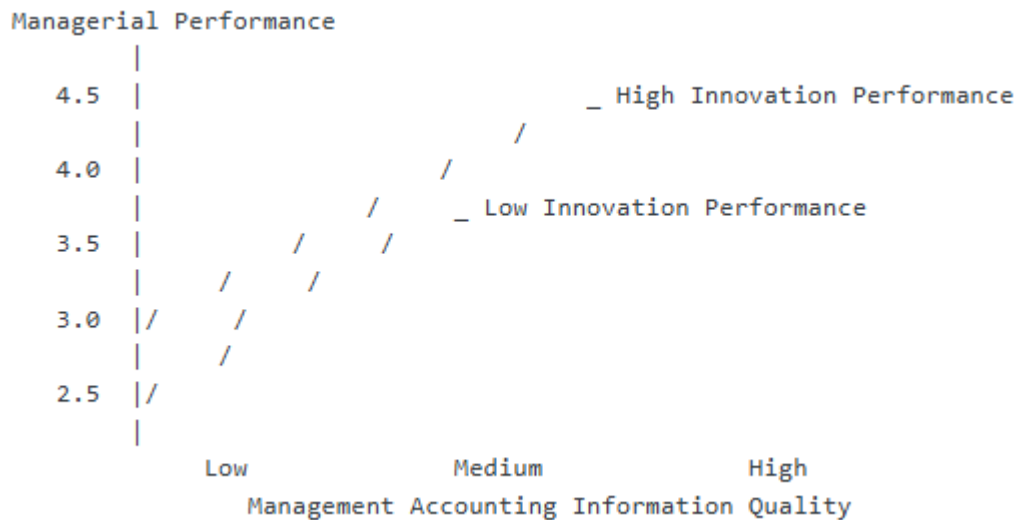 Managerial Performance
|
4.5 | _ High Innovation Performance
| /
4.0 | /
| / _ Low Innovation Performance
3.5 | / /
| / /
3.0 |/ /
| /
2.5 |/
|
Low Medium High
Management Accounting Information Quality